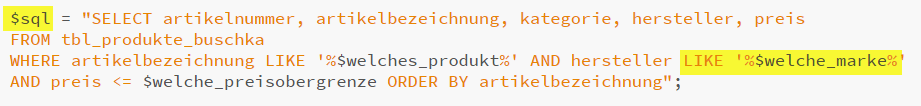 $sql = "SELECT artikelnummer, artikelbezeichnung, kategorie, hersteller, preis
FROM tbl_produkte_buschka
WHERE artikelbezeichnung LIKE '%$welches_produkt%' AND hersteller LIKE '%$welche_marke%'
AND preis <= $welche_preisobergrenze ORDER BY artikelbezeichnung";